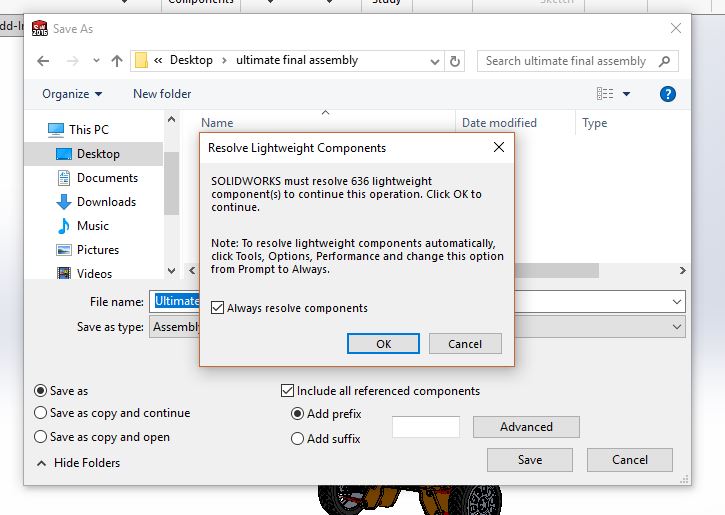 Components
Study
Sketch
dd-In
SW
2016
Save As
« Desktop > ultimate final assembly
Search ultimate final assembly
Organize
New folder
?
This PC
Desktop
Documents
Downloads
Music
Pictures
Videos
Name
Date modified
Type
Resolve Lightweight Components
SOLIDWORKS must resolve 636 lightweight
component(s) to continue this operation. Click OK to
continue.
Note: To resolve lightweight components automatically,
click Tools, Options, Performance and change this option
from Prompt to Always.
Always resolve components
OK
Cancel
File name:
Ultimate
Save as type:
Assembly
Save as
Save as copy and continue
Save as copy and open
Include all referenced components
Add prefix
Add suffix
Advanced
Hide Folders
Save
Cancel